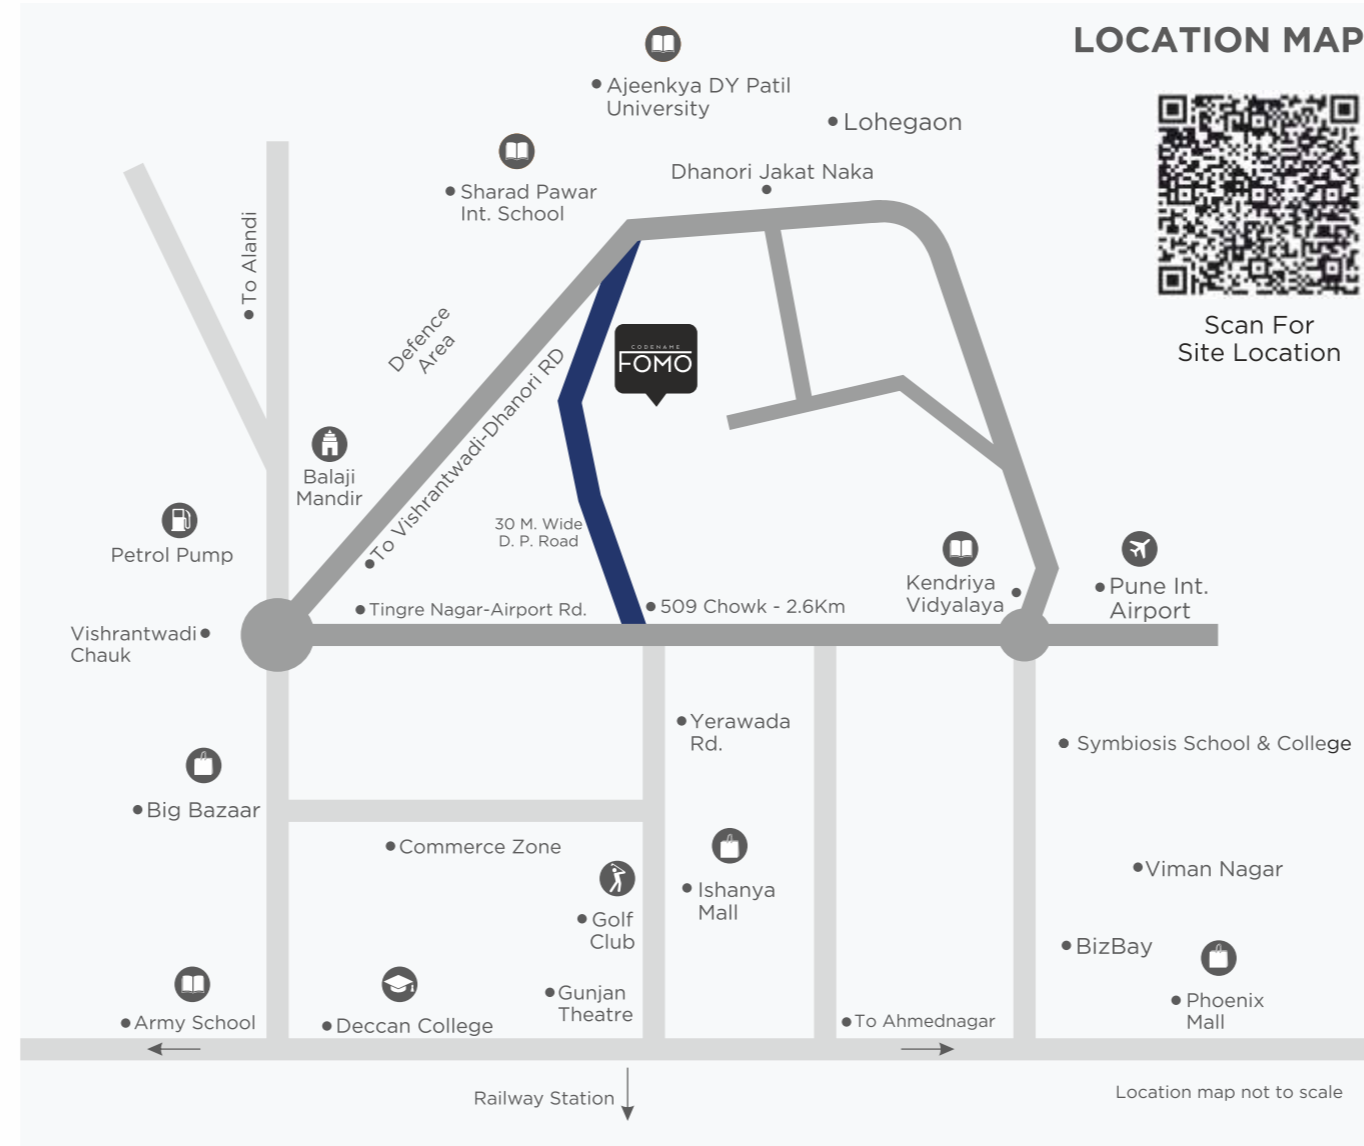 LOCATION MAP
Ajeenkya DY Patil
University
Lohegaon
Dhanori Jakat Naka
Sharad Pawar
Int. School
To Alandi
Scan For
Site Location
Defence
Area
CODENAME
FOMO
To Vishrantwadi-Dhanori RD
Balaji
Mandir
Petrol Pump
30 M. Wide
D. P. Road
Kendriya
Vidyalaya
Pune Int.
Airport
Tingre Nagar-Airport Rd.
509 Chowk - 2.6Km
Vishrantwadi
Chauk
Yerawada
Rd.
Symbiosis School & College
Big Bazaar
Commerce Zone
Ishanya
Mall
Viman Nagar
Golf
Club
BizBay
Gunjan
Theatre
Phoenix
Mall
Army School
Deccan College
To Ahmednagar
Railway Station
Location map not to scale